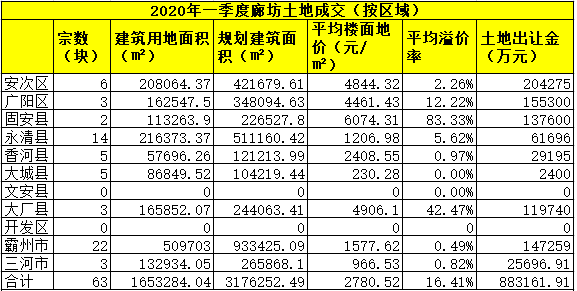 2020年一季度廊坊土地成交（按区域）
宗数（块） 建筑用地面积（㎡） 规划建筑面积（㎡） 平均楼面地价（元/㎡） 平均溢价率 土地出让金（万元）
安次区 6 208064.37 421679.61 4844.32 2.26% 204275
广阳区 3 162547.5 348094.63 4461.43 12.22% 155300
固安县 2 113263.9 226527.8 6074.31 83.33% 137600
永清县 14 216373.37 511160.42 1206.98 5.62% 61696
香河县 5 57696.26 121213.99 2408.55 0.97% 29195
大城县 5 86849.52 104219.44 230.28 0.00% 2400
文安县 0 0 0 0 0.00% 0
大厂县 3 165852.07 244063.41 4906.1 42.47% 119740
开发区 0 0 0 0 0 0
霸州市 22 509703 933425.09 1577.62 0.49% 147259
三河市 3 132934.05 265868.1 966.53 0.82% 25696.91
合计 63 1653284.04 3176252.49 2780.52 16.41% 883161.91